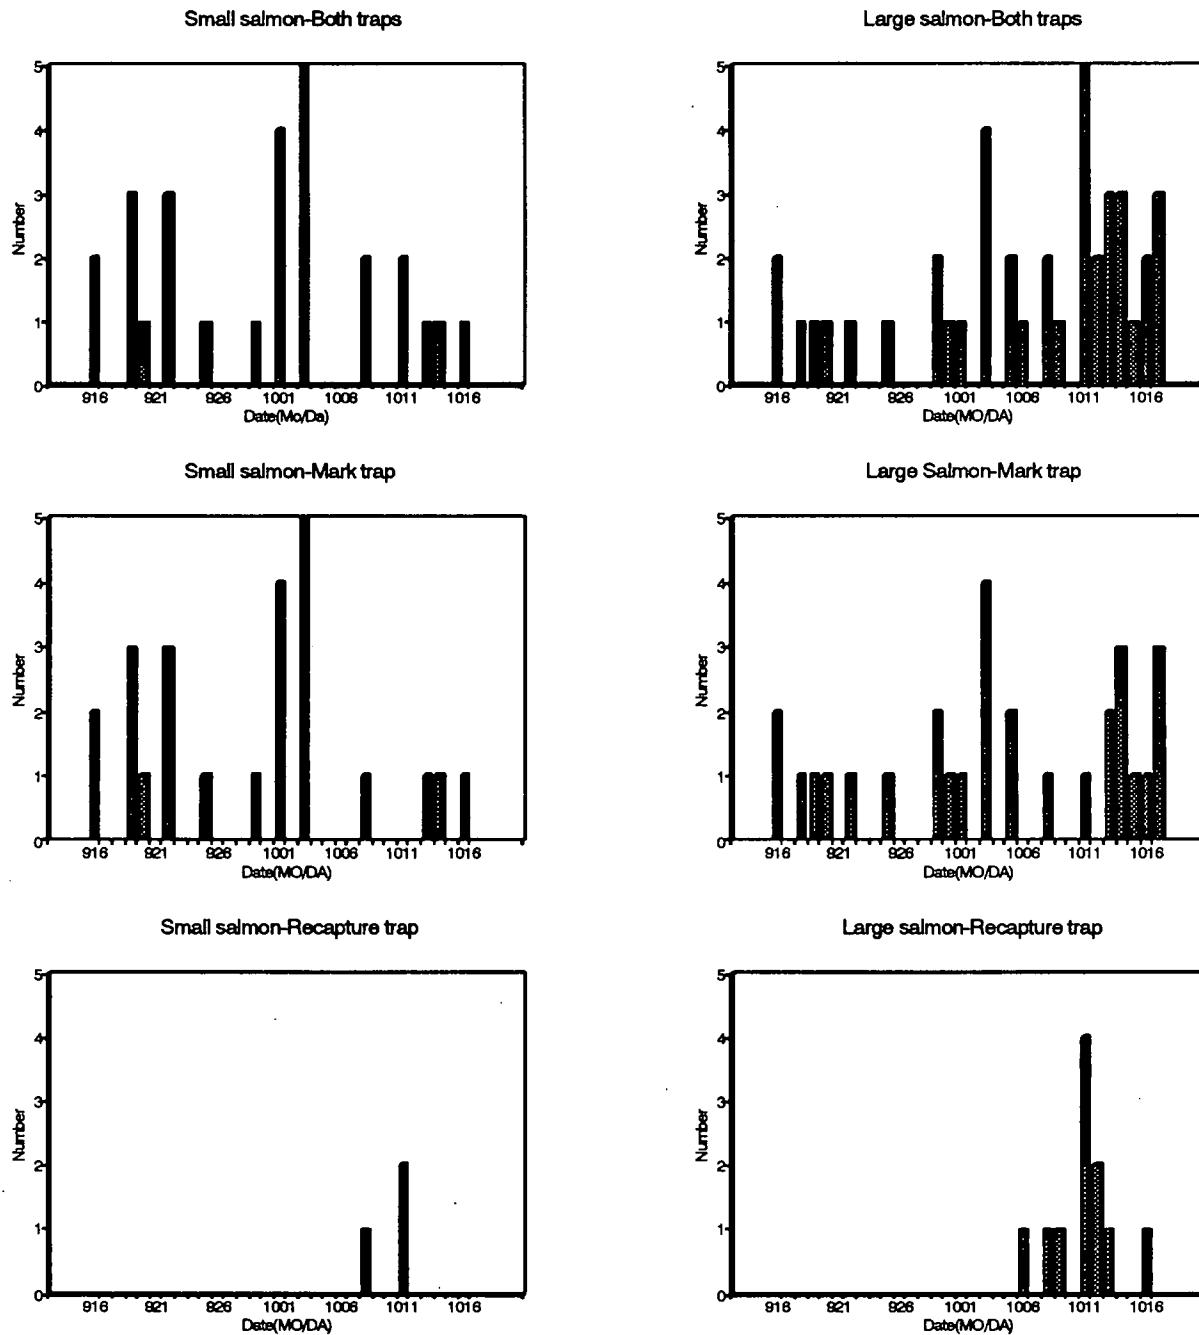 Small salmon-Both traps
5
4
3
2
1
0
Number
916 921 926 1001 1006 1011 1016
Date(Mo/Da)
Large salmon-Both traps
5
4
3
2
1
0
Number
916 921 926 1001 1006 1011 1016
Date(MO/DA)
Small salmon-Mark trap
5
4
3
2
1
0
Number
916 921 926 1001 1006 1011 1016
Date(MO/DA)
Large Salmon-Mark trap
5
4
3
2
1
0
Number
916 921 926 1001 1006 1011 1016
Date(MO/DA)
Small salmon-Recapture trap
5
4
3
2
1
0
Number
916 921 926 1001 1006 1011 1016
Date(MO/DA)
Large salmon-Recapture trap
5
4
3
2
1
0
Number
916 921 926 1001 1006 1011 1016
Date(MO/DA)